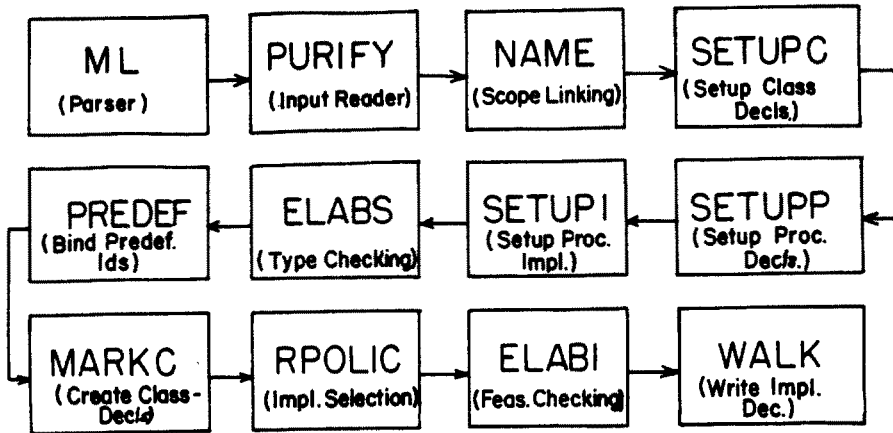 ML
(Parser)
PURIFY
(Input Reader)
NAME
(Scope Linking)
SETUPC
(Setup Class
Decls.)
PREDEF
(Bind Predef.
Ids)
ELABS
(Type Checking)
SETUPI
(Setup Proc.
Impl.)
SETUPP
(Setup Proc.
Decls.)
MARKC
(Create Class-
Decls)
RPOLIC
(Impl. Selection)
ELABI
(Feas. Checking)
WALK
(Write Impl.
Dec.)